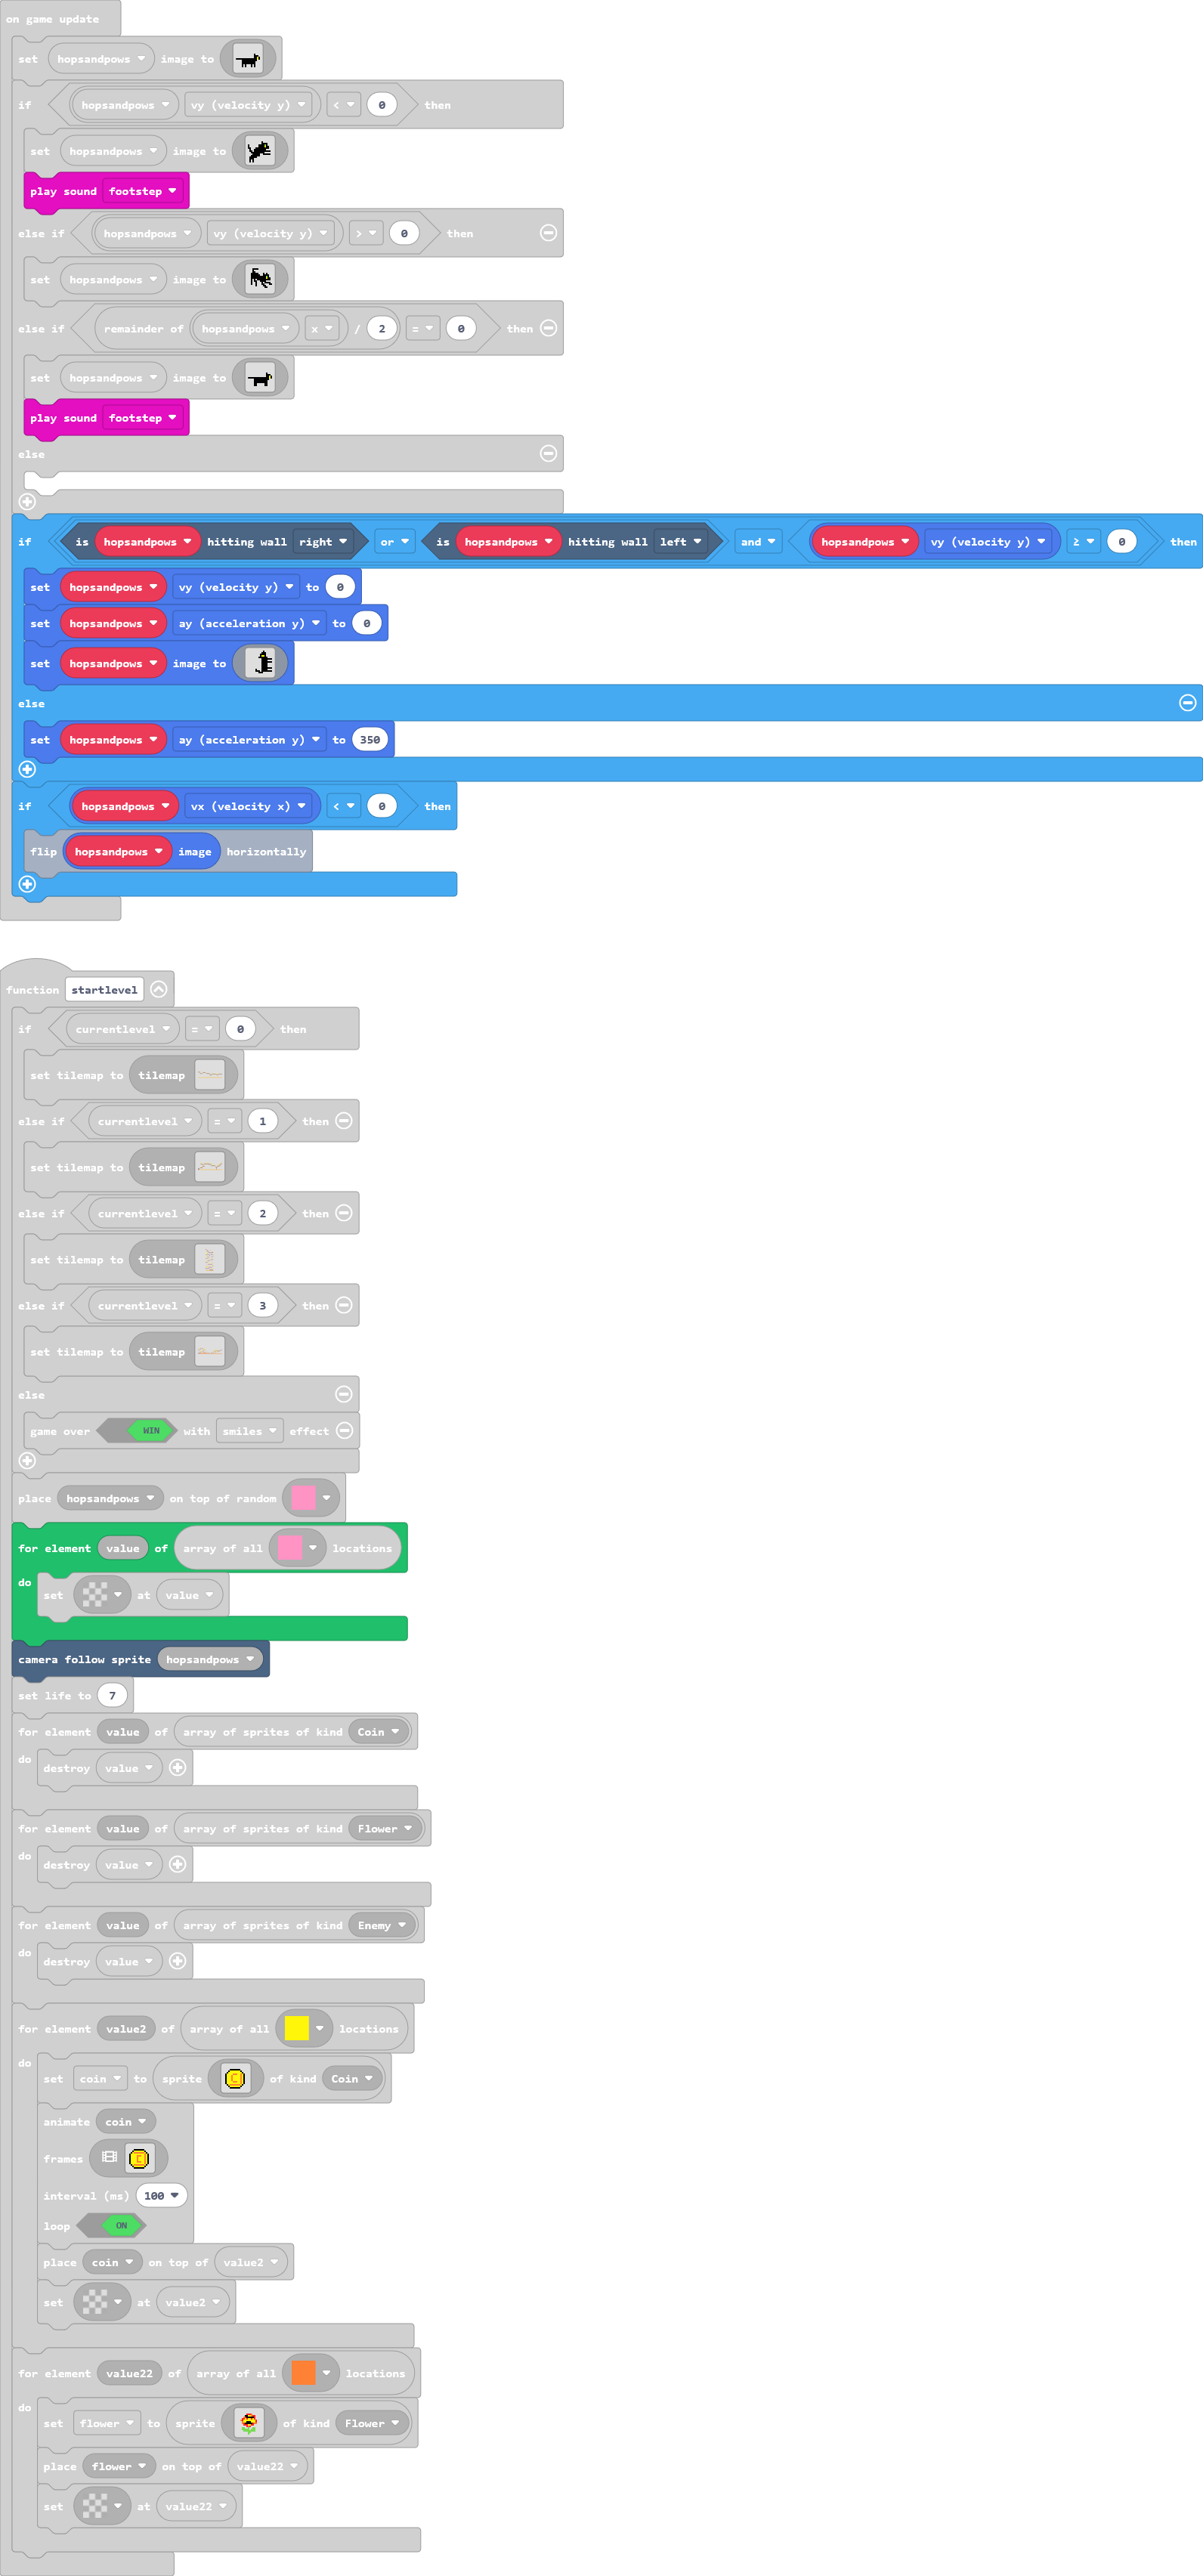 on game update
set hopsandpows image to
if hopsandpows vy (velocity y) < 0 then
set hopsandpows image to
play sound footstep
else if hopsandpows vy (velocity y) > 0 then
set hopsandpows image to
else if remainder of hopsandpows x / 2 = 0 then
set hopsandpows image to
play sound footstep
else
if is hopsandpows hitting wall right or is hopsandpows hitting wall left and hopsandpows vy (velocity y) ≥ 0 then
set hopsandpows vy (velocity y) to 0
set hopsandpows ay (acceleration y) to 0
set hopsandpows image to
else
set hopsandpows ay (acceleration y) to 350
if hopsandpows vx (velocity x) < 0 then
flip hopsandpows image horizontally
function startlevel
if currentlevel = 0 then
set tilemap to tilemap
else if currentlevel = 1 then
set tilemap to tilemap
else if currentlevel = 2 then
set tilemap to tilemap
else if currentlevel = 3 then
set tilemap to tilemap
else
game over WIN with smiles effect
place hopsandpows on top of random
for element value of array of all locations
do
set at value
camera follow sprite hopsandpows
set life to 7
for element value of array of sprites of kind Coin
do
destroy value
for element value of array of sprites of kind Flower
do
destroy value
for element value of array of sprites of kind Enemy
do
destroy value
for element value2 of array of all locations
do
set coin to sprite of kind Coin
animate coin
frames
interval (ms) 100
loop ON
place coin on top of value2
set at value2
for element value22 of array of all locations
do
set flower to sprite of kind Flower
place flower on top of value22
set at value22